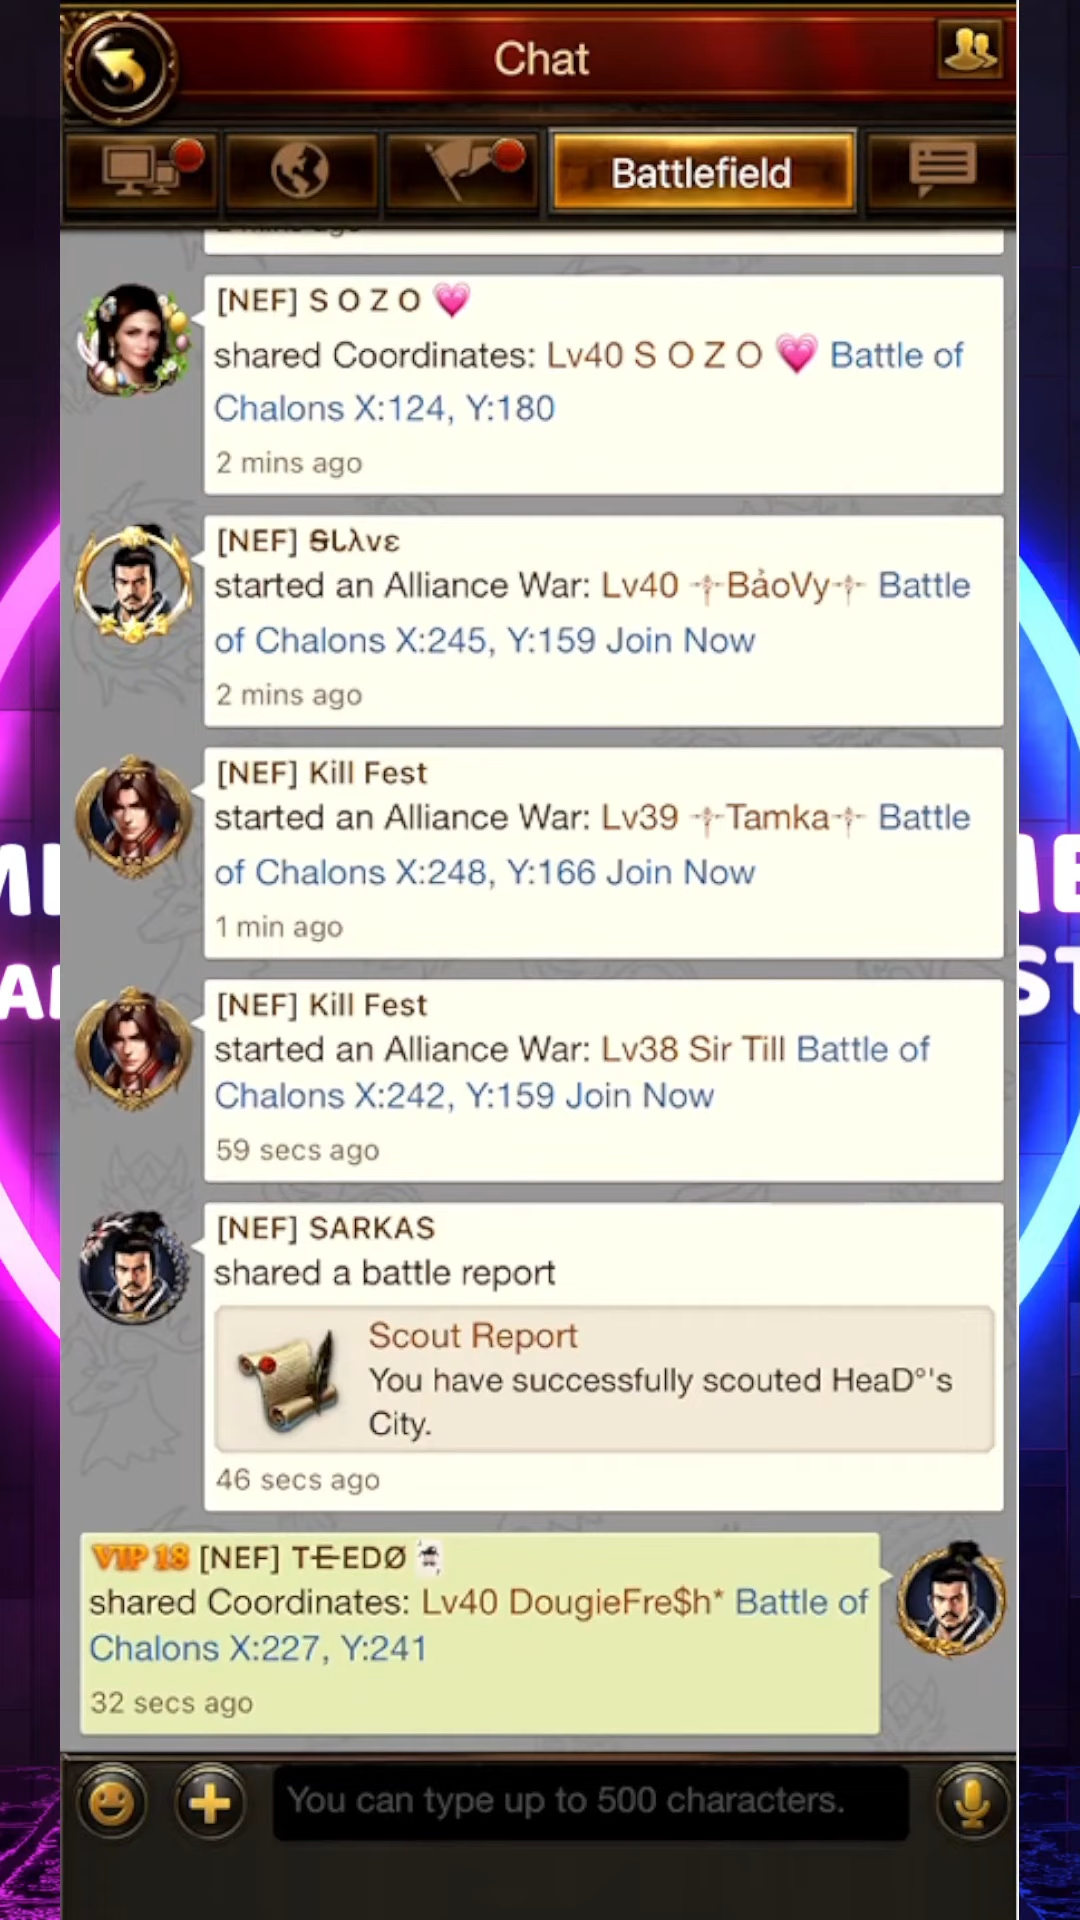 Chat
Battlefield
[NEF] S O Z O 💗
shared Coordinates: Lv40 S O Z O 💗 Battle of
Chalons X:124, Y:180
2 mins ago
[NEF] ꞨԼλvε
started an Alliance War: Lv40 ⸸BảoVy⸸ Battle
of Chalons X:245, Y:159 Join Now
2 mins ago
[NEF] Kill Fest
started an Alliance War: Lv39 ⸸Tamka⸸ Battle
of Chalons X:248, Y:166 Join Now
1 min ago
[NEF] Kill Fest
started an Alliance War: Lv38 Sir Till Battle of
Chalons X:242, Y:159 Join Now
59 secs ago
[NEF] SARKAS
shared a battle report
Scout Report
You have successfully scouted HeaD°'s
City.
46 secs ago
VIP 18 [NEF] TE̶EDØ 🃏
shared Coordinates: Lv40 DougieFre$h* Battle of
Chalons X:227, Y:241
32 secs ago
You can type up to 500 characters.